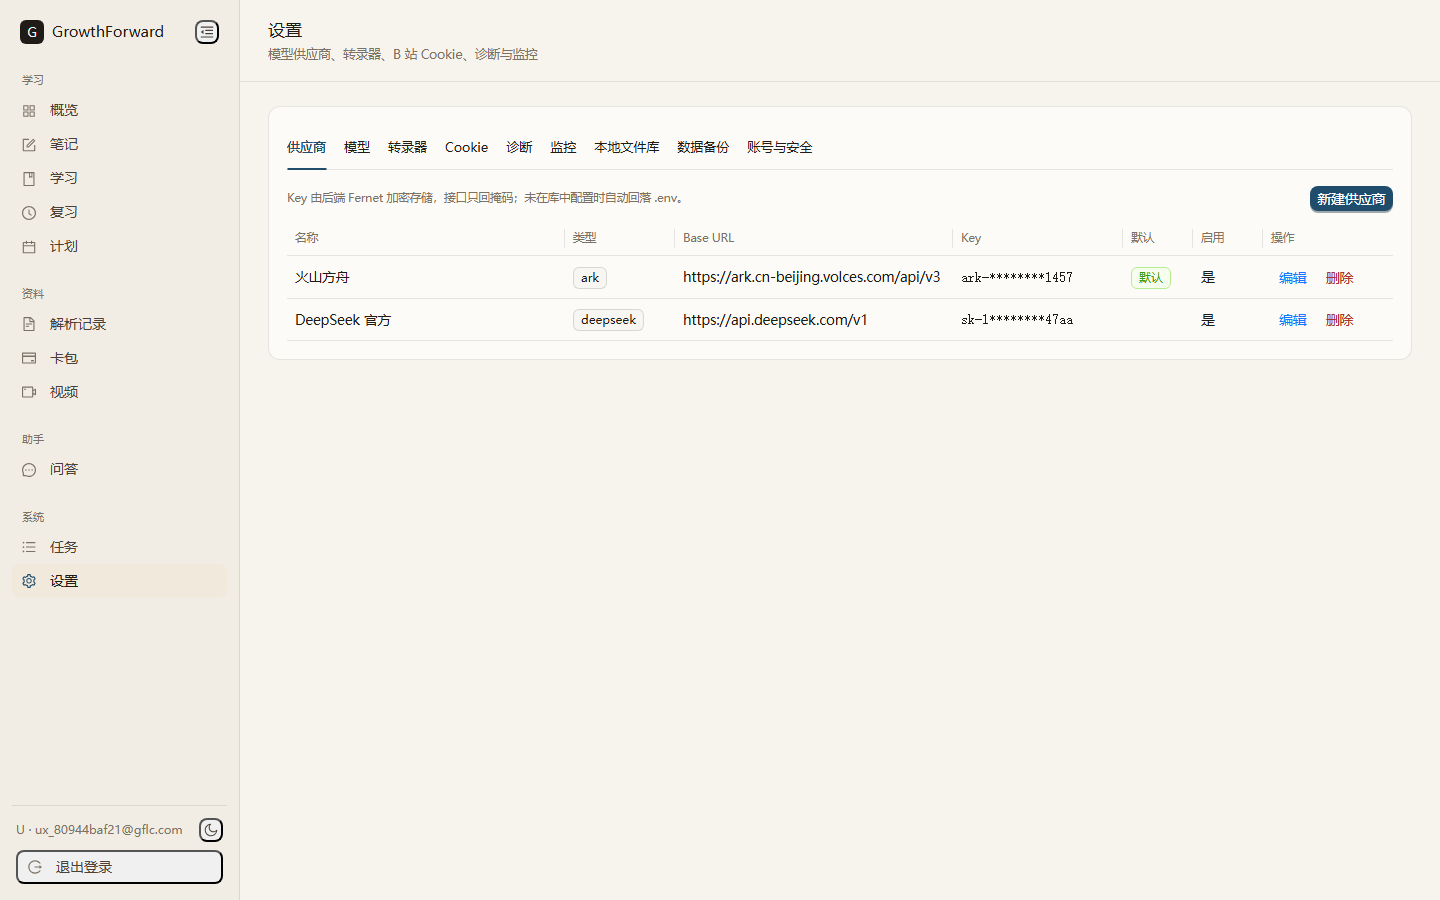 G GrowthForward
学习
概览
笔记
学习
复习
计划
资料
解析记录
卡包
视频
助手
问答
系统
任务
设置
U · ux_80944baf21@gflc.com
退出登录
设置
模型供应商、转录器、B 站 Cookie、诊断与监控
供应商 模型 转录器 Cookie 诊断 监控 本地文件库 数据备份 账号与安全
Key 由后端 Fernet 加密存储，接口只回掩码；未在库中配置时自动回落 .env。
新建供应商
名称 类型 Base URL Key 默认 启用 操作
火山方舟 ark https://ark.cn-beijing.volces.com/api/v3 ark-********1457 默认 是 编辑 删除
DeepSeek 官方 deepseek https://api.deepseek.com/v1 sk-1********47aa 是 编辑 删除